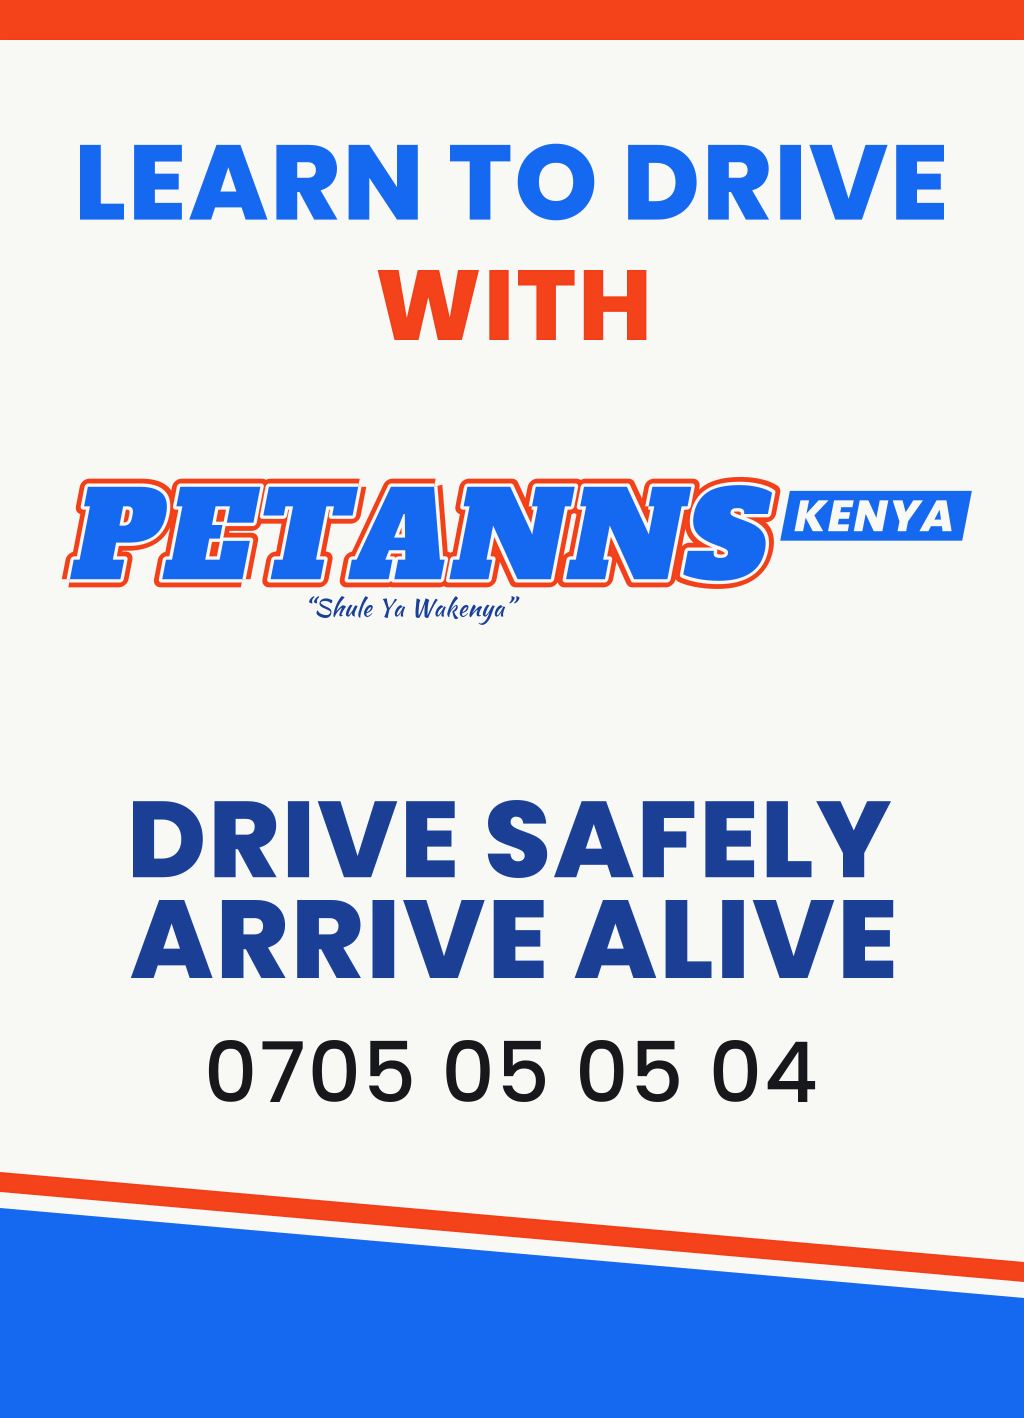 LEARN TO DRIVE
WITH
PETANNS KENYA
“Shule Ya Wakenya”
DRIVE SAFELY
ARRIVE ALIVE
0705 05 05 04